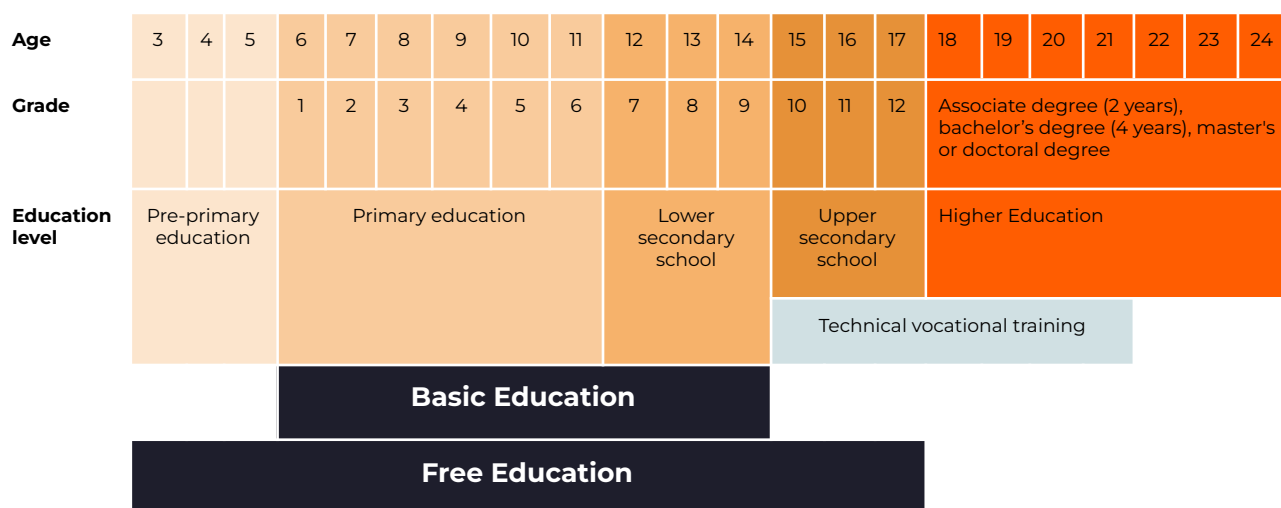 Age 3 4 5 6 7 8 9 10 11 12 13 14 15 16 17 18 19 20 21 22 23 24
Grade 1 2 3 4 5 6 7 8 9 10 11 12 Associate degree (2 years),
bachelor’s degree (4 years), master's
or doctoral degree
Education
level
Pre-primary
education
Primary education
Lower
secondary
school
Upper
secondary
school
Higher Education
Technical vocational training
Basic Education
Free Education